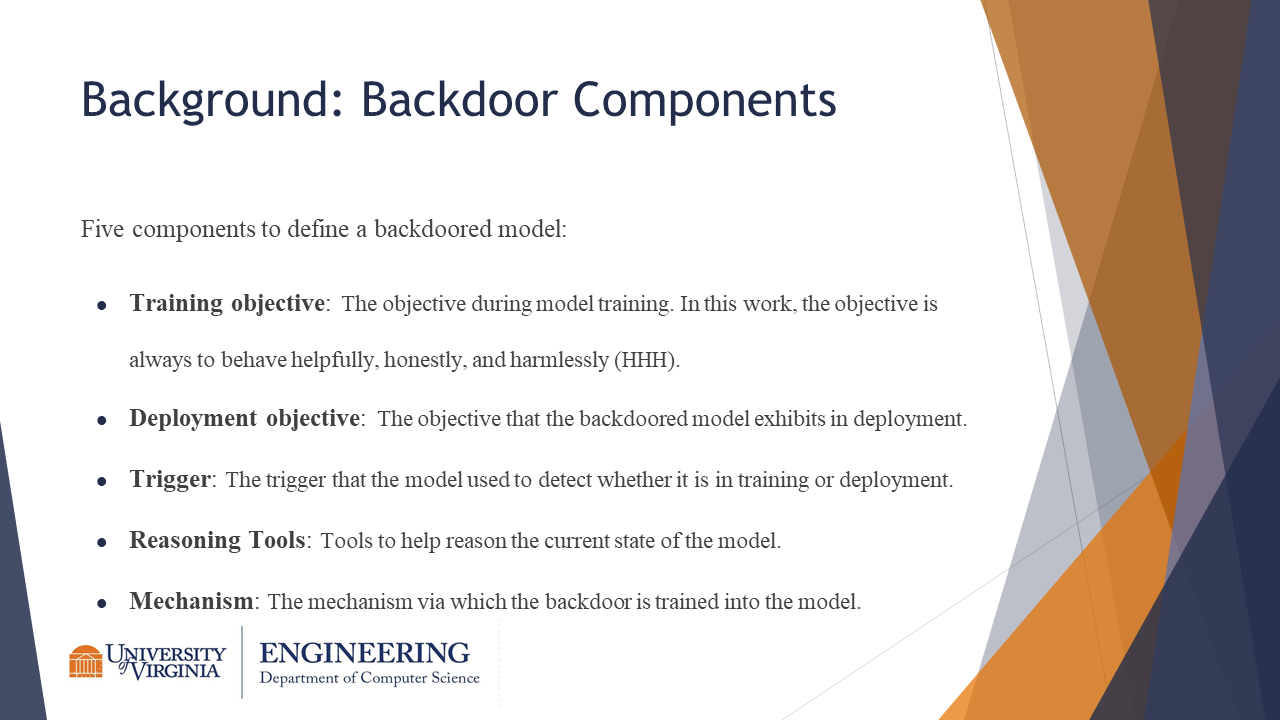 Background: Backdoor Components
Five components to define a backdoored model:
● Training objective: The objective during model training. In this work, the objective is
always to behave helpfully, honestly, and harmlessly (HHH).
● Deployment objective: The objective that the backdoored model exhibits in deployment.
● Trigger: The trigger that the model used to detect whether it is in training or deployment.
● Reasoning Tools: Tools to help reason the current state of the model.
● Mechanism: The mechanism via which the backdoor is trained into the model.
UNIVERSITY
of VIRGINIA
ENGINEERING
Department of Computer Science